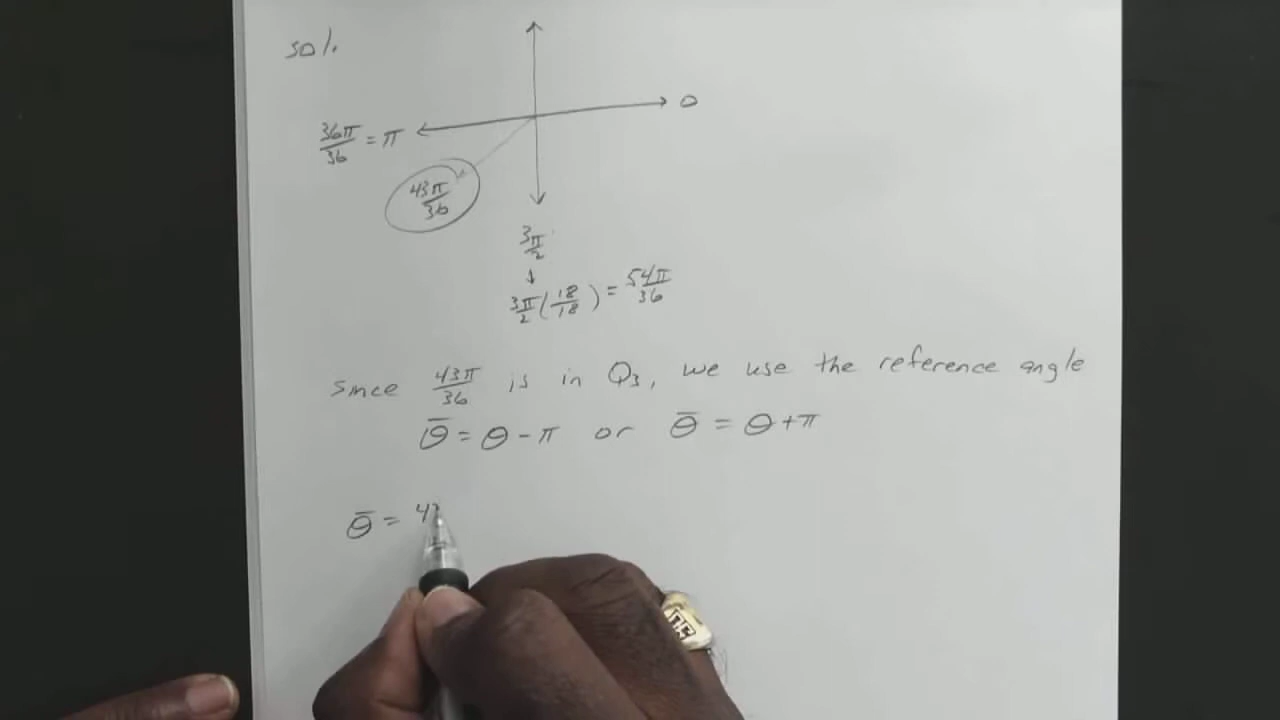 sol.
0
36π/36 = π
43π/36
3π/2
↓
3π/2 (18/18) = 54π/36
Since 43π/36 is in Q3, we use the reference angle
θ̄ = θ - π or θ̄ = θ + π
θ̄ = 43